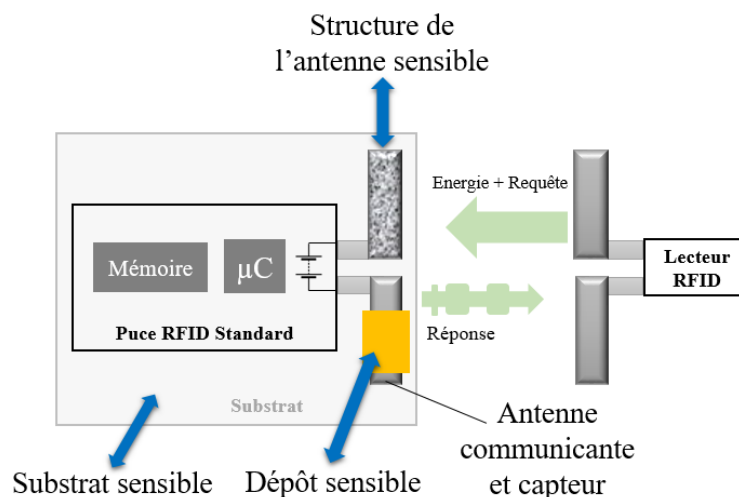 Structure de
l’antenne sensible
Energie + Requête
Mémoire
µC
Lecteur
RFID
Puce RFID Standard
Réponse
Substrat
Antenne
communicante
et capteur
Substrat sensible
Dépôt sensible